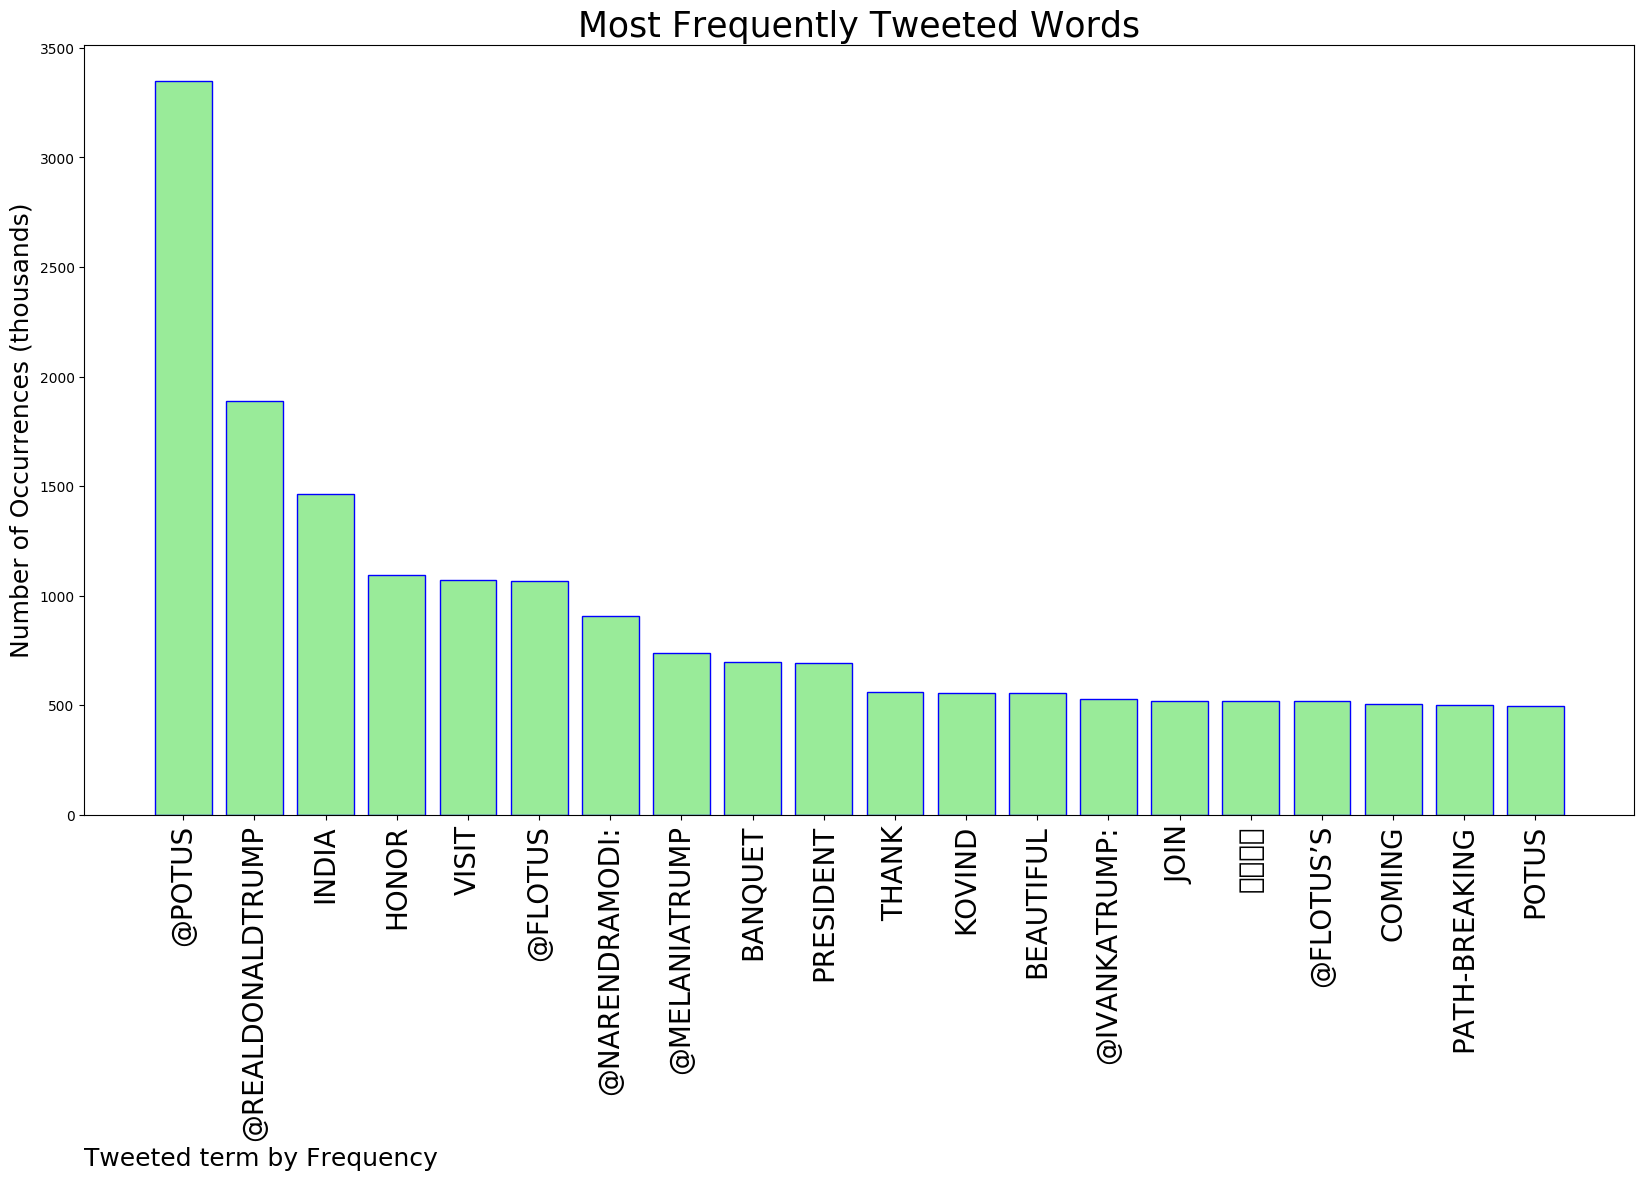 Most Frequently Tweeted Words
Number of Occurrences (thousands)
3500
3000
2500
2000
1500
1000
500
0
@POTUS
@REALDONALDTRUMP
INDIA
HONOR
VISIT
@FLOTUS
@NARENDRAMODI:
@MELANIATRUMP
BANQUET
PRESIDENT
THANK
KOVIND
BEAUTIFUL
@IVANKATRUMP:
JOIN
@FLOTUS’S
COMING
PATH-BREAKING
POTUS
Tweeted term by Frequency